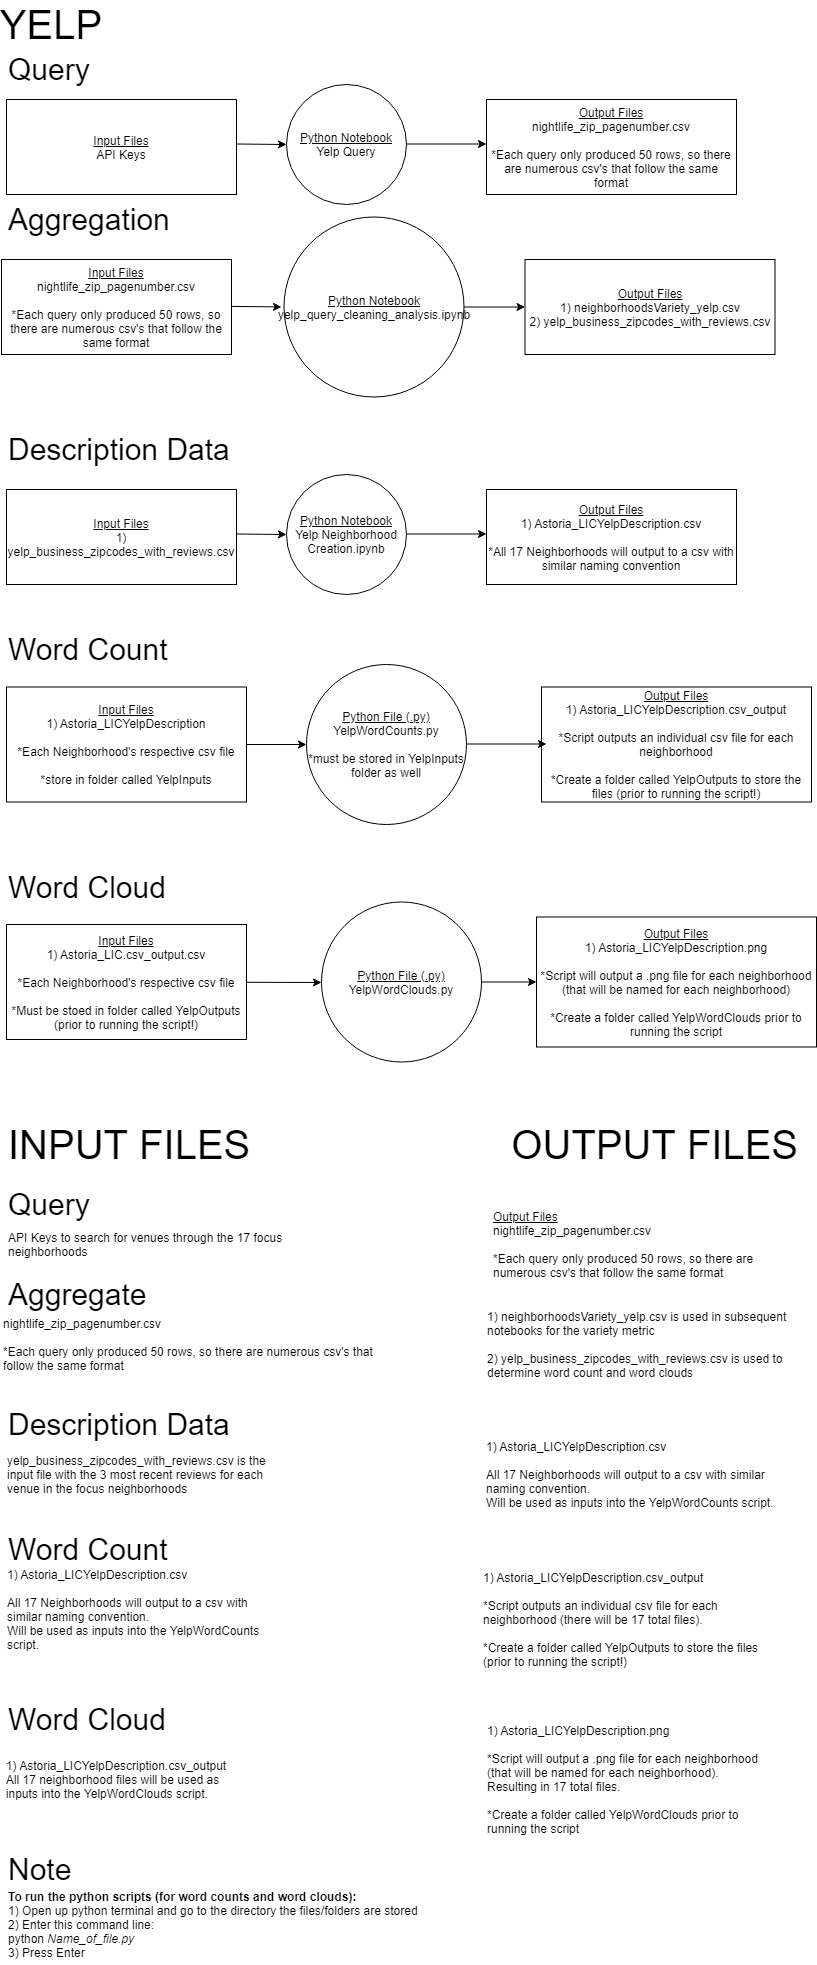 YELP
Query
Input Files
API Keys
Python Notebook
Yelp Query
Output Files
nightlife_zip_pagenumber.csv
*Each query only produced 50 rows, so there
are numerous csv's that follow the same
format
Aggregation
Input Files
nightlife_zip_pagenumber.csv
*Each query only produced 50 rows, so
there are numerous csv's that follow the
same format
Python Notebook
yelp_query_cleaning_analysis.ipynb
Output Files
1) neighborhoodsVariety_yelp.csv
2) yelp_business_zipcodes_with_reviews.csv
Description Data
Input Files
1)
yelp_business_zipcodes_with_reviews.csv
Python Notebook
Yelp Neighborhood
Creation.ipynb
Output Files
1) Astoria_LICYelpDescription.csv
*All 17 Neighborhoods will output to a csv with
similar naming convention
Word Count
Input Files
1) Astoria_LICYelpDescription
*Each Neighborhood's respective csv file
*store in folder called YelpInputs
Python File (.py)
YelpWordCounts.py
*must be stored in YelpInputs
folder as well
Output Files
1) Astoria_LICYelpDescription.csv_output
*Script outputs an individual csv file for each
neighborhood
*Create a folder called YelpOutputs to store the
files (prior to running the script!)
Word Cloud
Input Files
1) Astoria_LIC.csv_output.csv
*Each Neighborhood's respective csv file
*Must be stoed in folder called YelpOutputs
(prior to running the script!)
Python File (.py)
YelpWordClouds.py
Output Files
1) Astoria_LICYelpDescription.png
*Script will output a .png file for each neighborhood
(that will be named for each neighborhood)
*Create a folder called YelpWordClouds prior to
running the script
INPUT FILES
OUTPUT FILES
Query
API Keys to search for venues through the 17 focus
neighborhoods
Output Files
nightlife_zip_pagenumber.csv
*Each query only produced 50 rows, so there are
numerous csv's that follow the same format
Aggregate
nightlife_zip_pagenumber.csv
*Each query only produced 50 rows, so there are numerous csv's that
follow the same format
1) neighborhoodsVariety_yelp.csv is used in subsequent
notebooks for the variety metric
2) yelp_business_zipcodes_with_reviews.csv is used to
determine word count and word clouds
Description Data
yelp_business_zipcodes_with_reviews.csv is the
input file with the 3 most recent reviews for each
venue in the focus neighborhoods
1) Astoria_LICYelpDescription.csv
All 17 Neighborhoods will output to a csv with similar
naming convention.
Will be used as inputs into the YelpWordCounts script.
Word Count
1) Astoria_LICYelpDescription.csv
All 17 Neighborhoods will output to a csv with
similar naming convention.
Will be used as inputs into the YelpWordCounts
script.
1) Astoria_LICYelpDescription.csv_output
*Script outputs an individual csv file for each
neighborhood (there will be 17 total files).
*Create a folder called YelpOutputs to store the files
(prior to running the script!)
Word Cloud
1) Astoria_LICYelpDescription.csv_output
All 17 neighborhood files will be used as
inputs into the YelpWordClouds script.
1) Astoria_LICYelpDescription.png
*Script will output a .png file for each neighborhood
(that will be named for each neighborhood).
Resulting in 17 total files.
*Create a folder called YelpWordClouds prior to
running the script
Note
To run the python scripts (for word counts and word clouds):
1) Open up python terminal and go to the directory the files/folders are stored
2) Enter this command line:
python Name_of_file.py
3) Press Enter